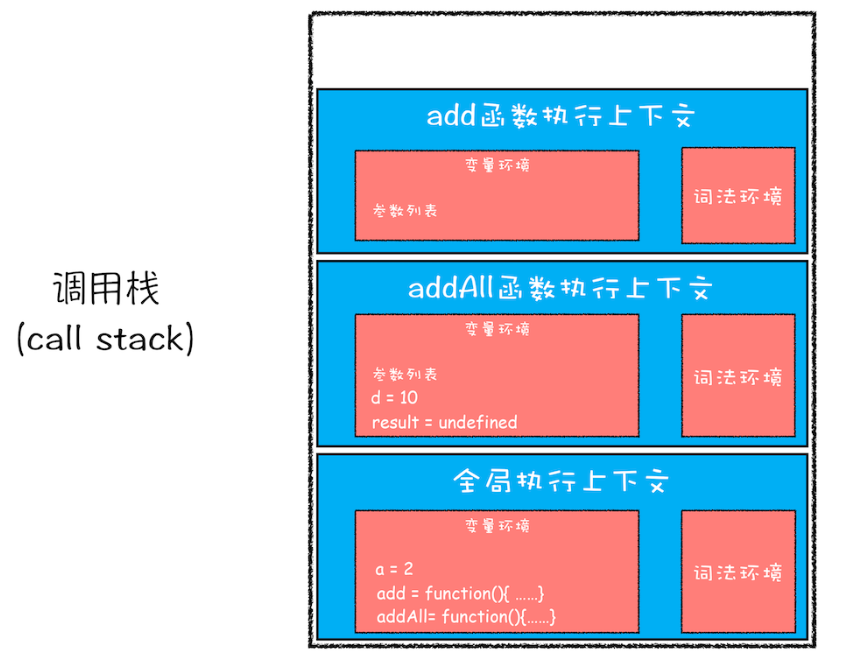 add函数执行上下文
变量环境
参数列表
词法环境
addAll函数执行上下文
变量环境
参数列表
d = 10
result = undefined
词法环境
调用栈
(call stack)
全局执行上下文
变量环境
a = 2
add = function(){ ......}
addAll= function(){......}
词法环境